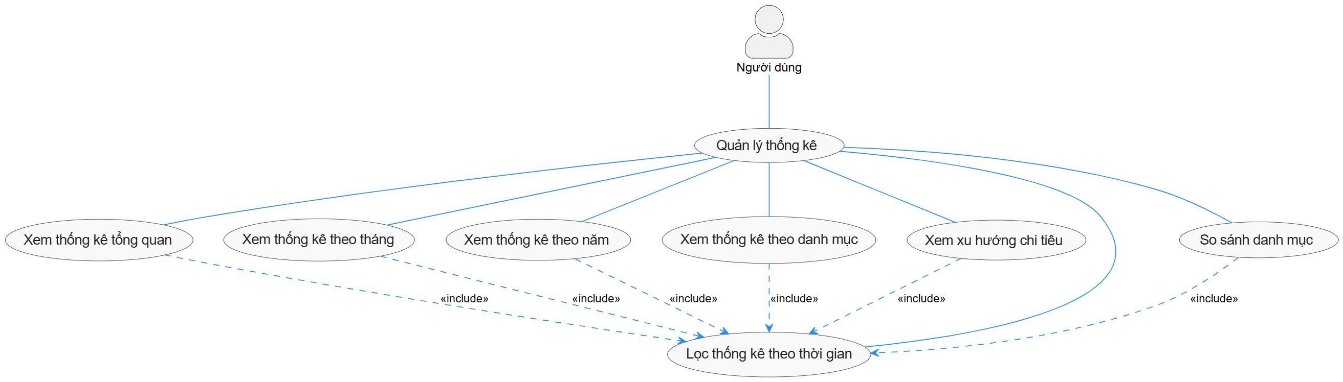 Người dùng
Quản lý thống kê
Xem thống kê tổng quan
Xem thống kê theo tháng
Xem thống kê theo năm
Xem thống kê theo danh mục
Xem xu hướng chi tiêu
So sánh danh mục
«include»
«include»
«include»
«include»
«include»
«include»
Lọc thống kê theo thời gian